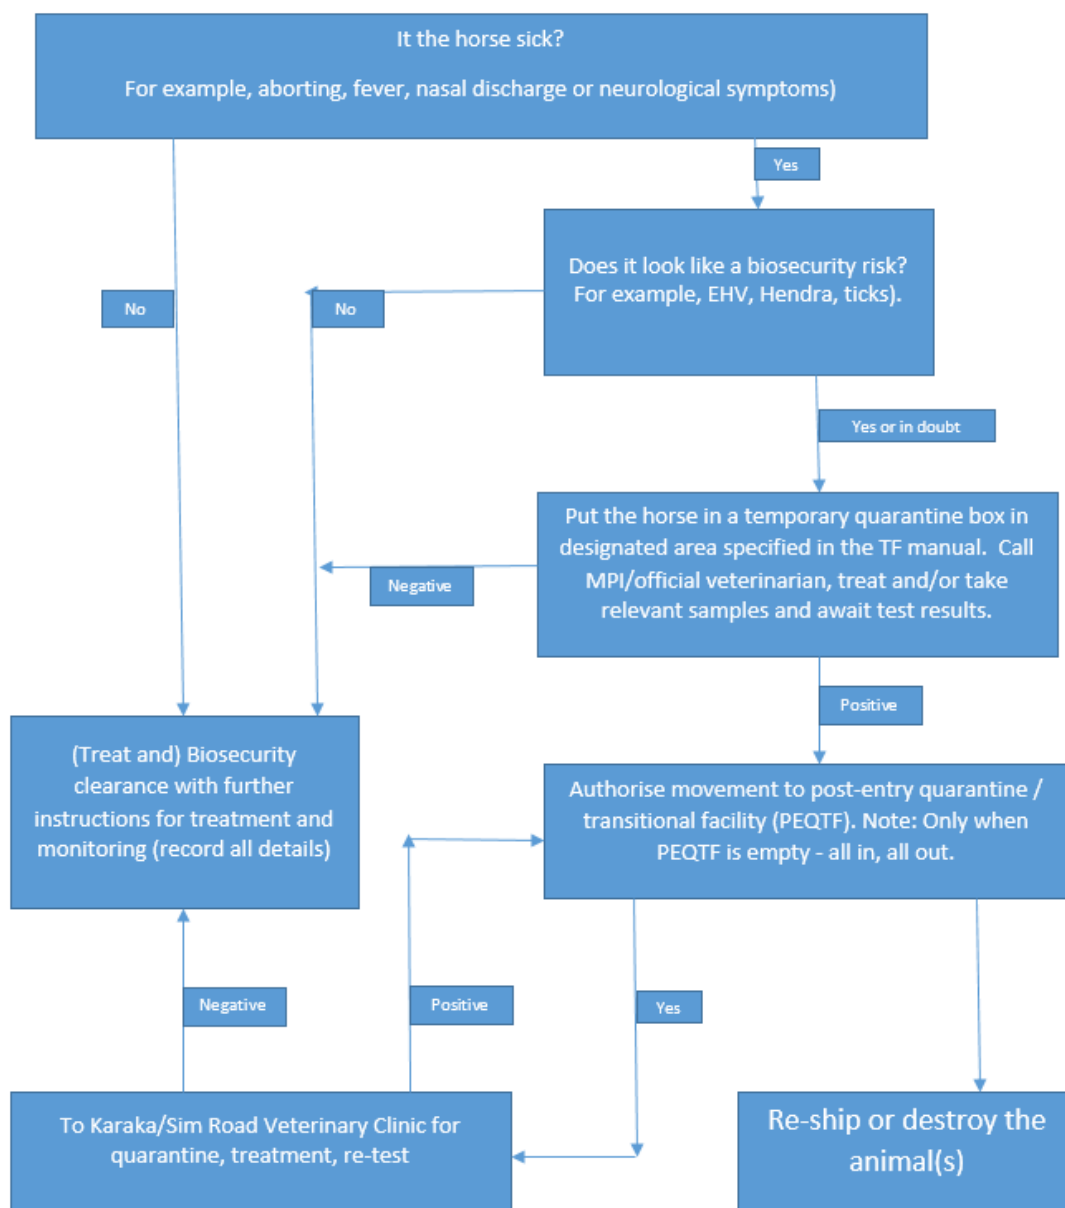 It the horse sick?
For example, aborting, fever, nasal discharge or neurological symptoms)
Yes
Does it look like a biosecurity risk?
For example, EHV, Hendra, ticks).
No
No
Yes or in doubt
Put the horse in a temporary quarantine box in
designated area specified in the TF manual.  Call
MPI/official veterinarian, treat and/or take
relevant samples and await test results.
Negative
Positive
(Treat and) Biosecurity
clearance with further
instructions for treatment and
monitoring (record all details)
Authorise movement to post-entry quarantine /
transitional facility (PEQTF). Note: Only when
PEQTF is empty - all in, all out.
Negative
Positive
Yes
To Karaka/Sim Road Veterinary Clinic for
quarantine, treatment, re-test
Re-ship or destroy the
animal(s)